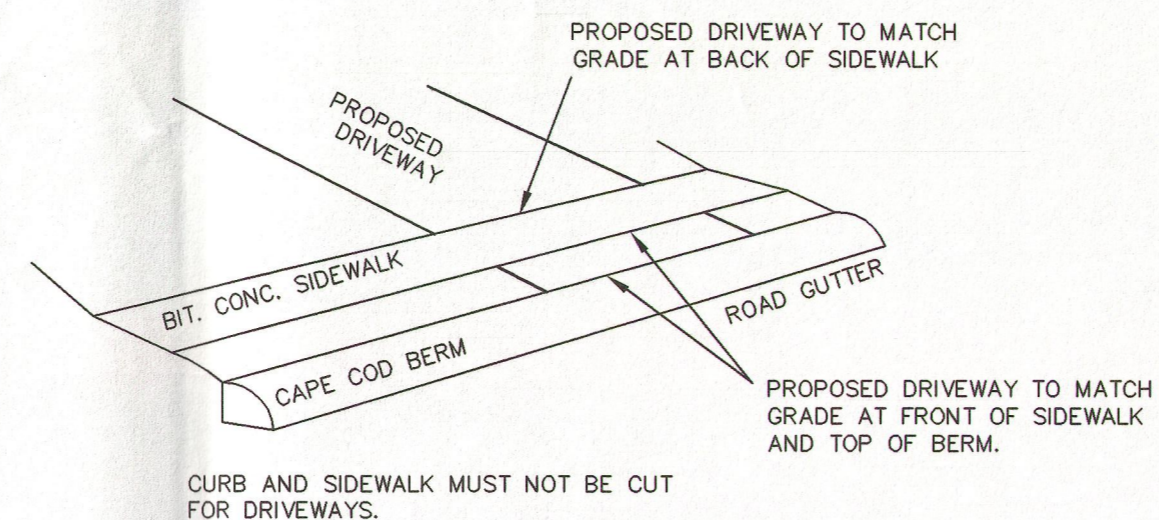 PROPOSED DRIVEWAY TO MATCH
GRADE AT BACK OF SIDEWALK
PROPOSED
DRIVEWAY
BIT. CONC. SIDEWALK
CAPE COD BERM
ROAD GUTTER
PROPOSED DRIVEWAY TO MATCH
GRADE AT FRONT OF SIDEWALK
AND TOP OF BERM.
CURB AND SIDEWALK MUST NOT BE CUT
FOR DRIVEWAYS.